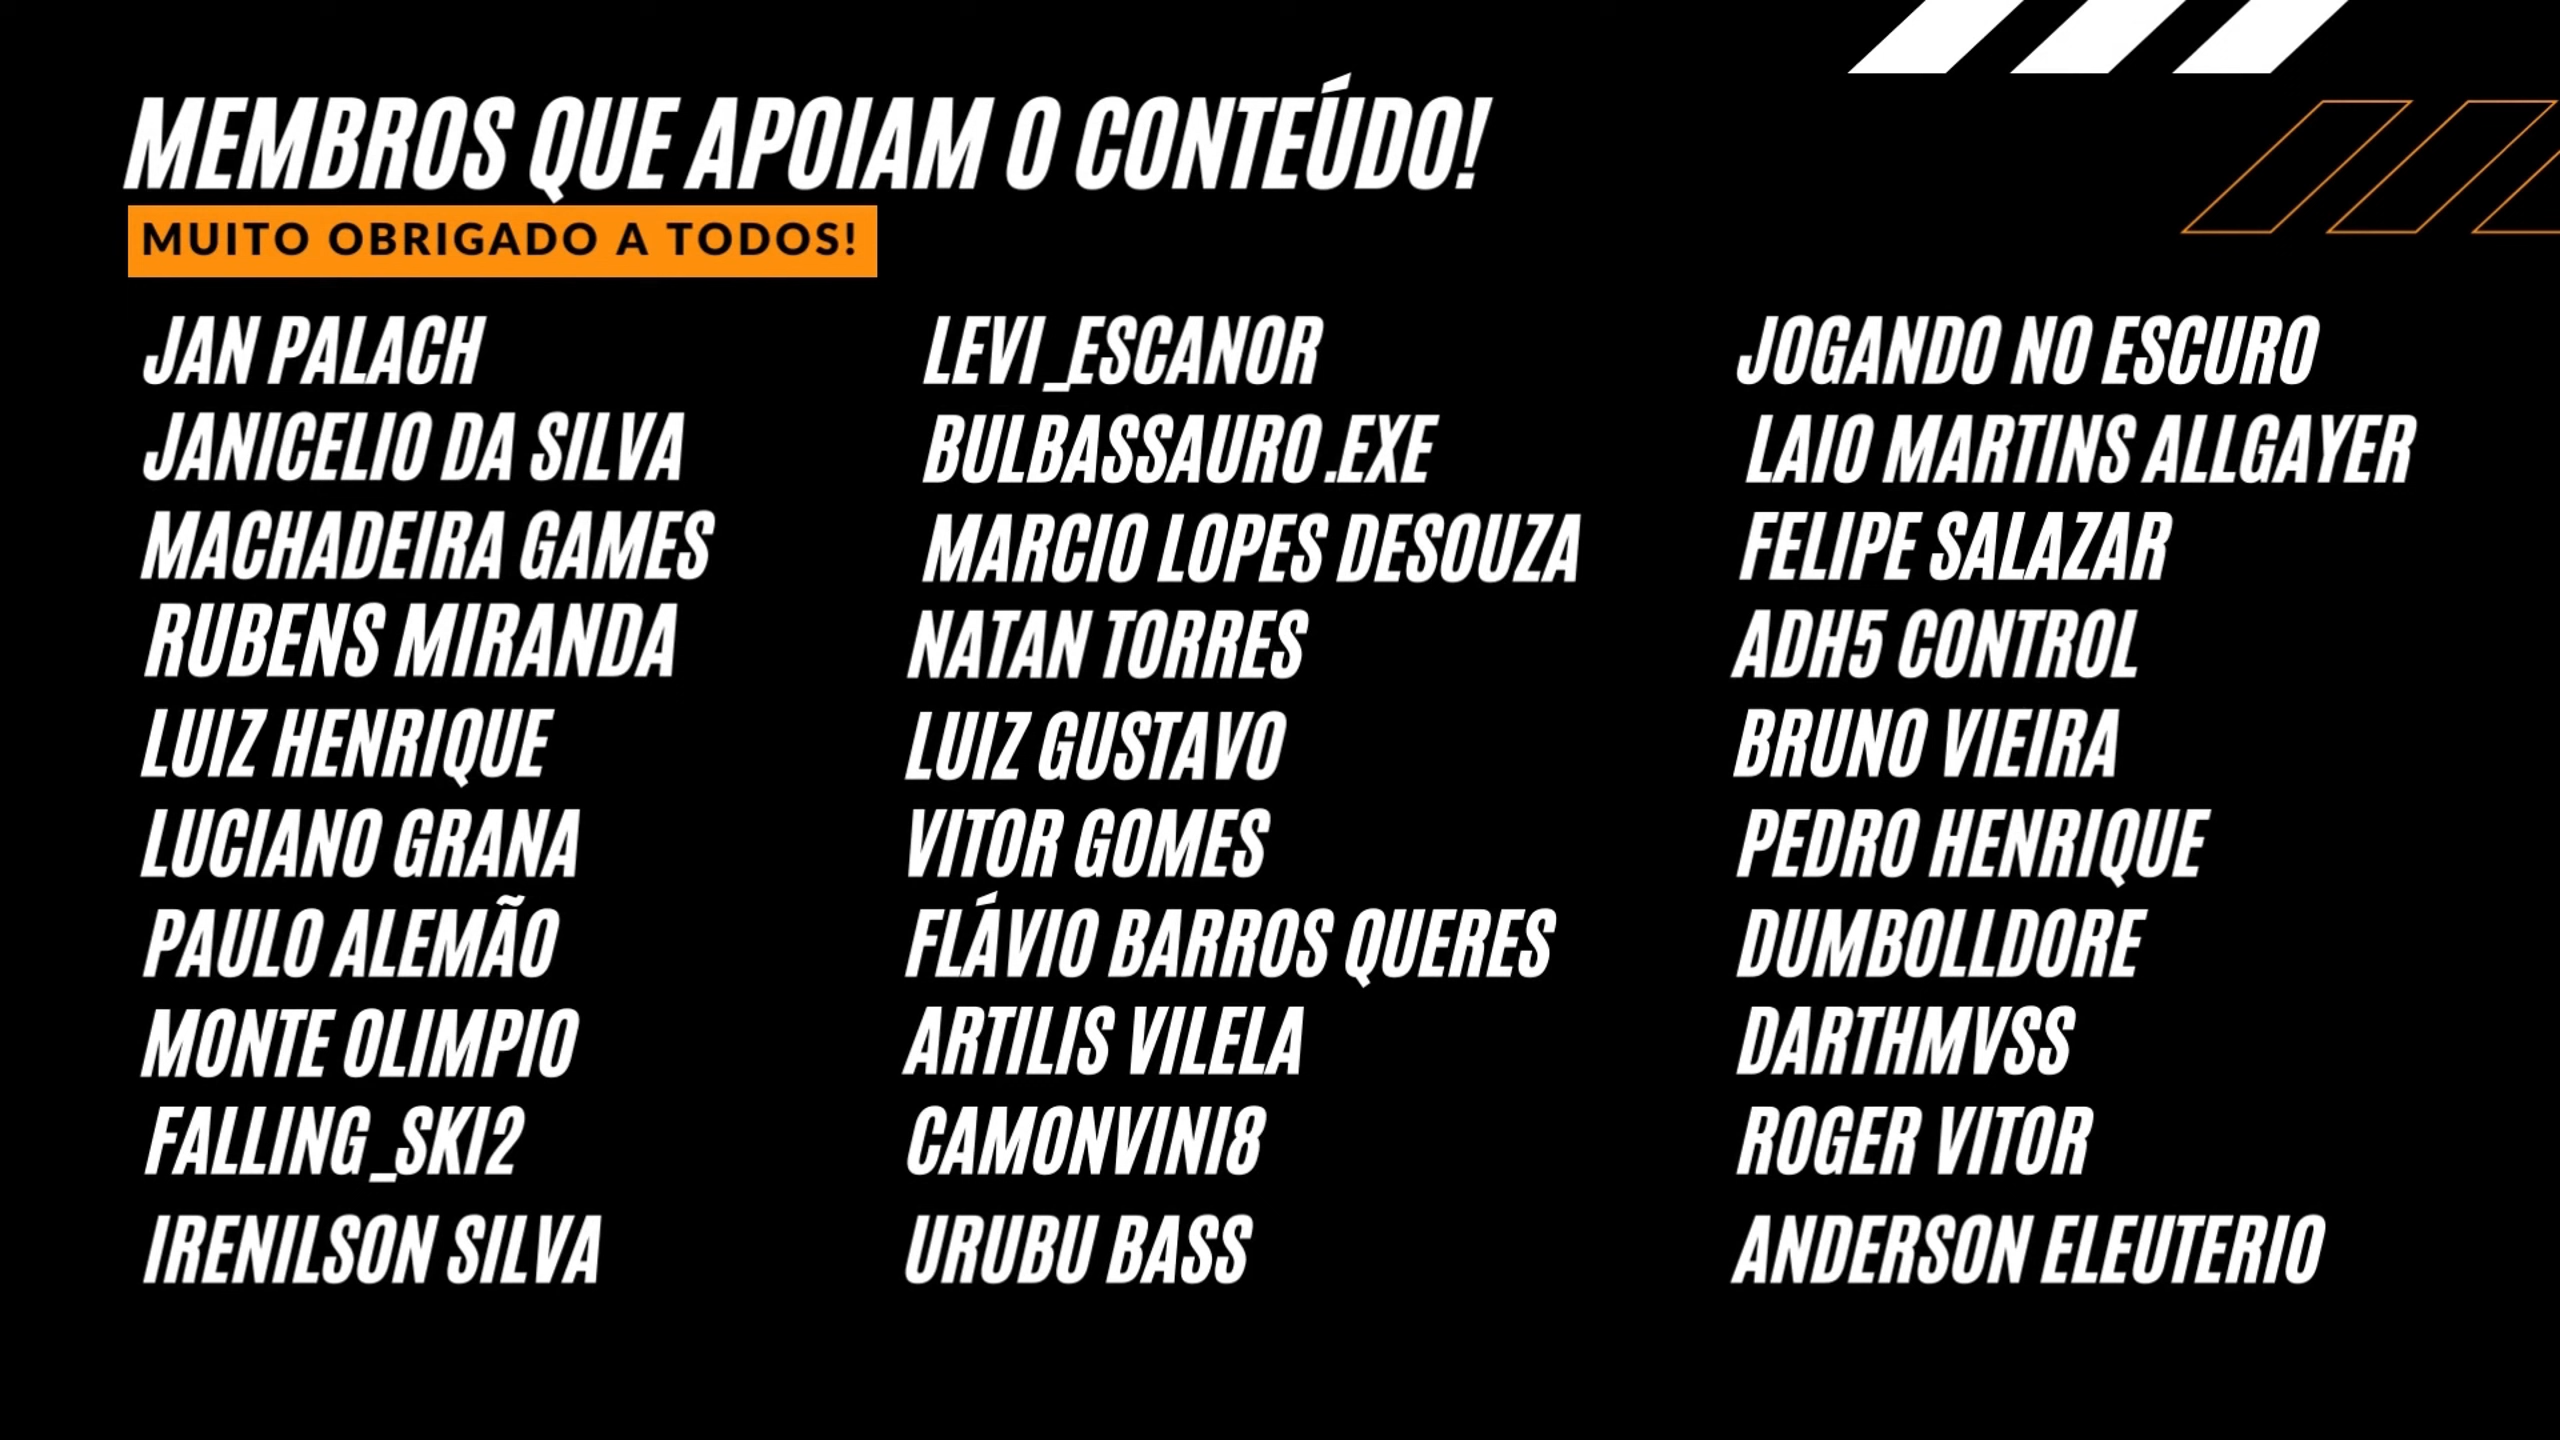 MEMBROS QUE APOIAM O CONTEÚDO!
MUITO OBRIGADO A TODOS!
JAN PALACH
JANICELIO DA SILVA
MACHADEIRA GAMES
RUBENS MIRANDA
LUIZ HENRIQUE
LUCIANO GRANA
PAULO ALEMÃO
MONTE OLIMPIO
FALLING_SKI2
IRENILSON SILVA
LEVI_ESCANOR
BULBASSAURO.EXE
MARCIO LOPES DESOUZA
NATAN TORRES
LUIZ GUSTAVO
VITOR GOMES
FLÁVIO BARROS QUERES
ARTILIS VILELA
CAMONVINI8
URUBU BASS
JOGANDO NO ESCURO
LAIO MARTINS ALLGAYER
FELIPE SALAZAR
ADH5 CONTROL
BRUNO VIEIRA
PEDRO HENRIQUE
DUMBOLLDORE
DARTHMVSS
ROGER VITOR
ANDERSON ELEUTERIO